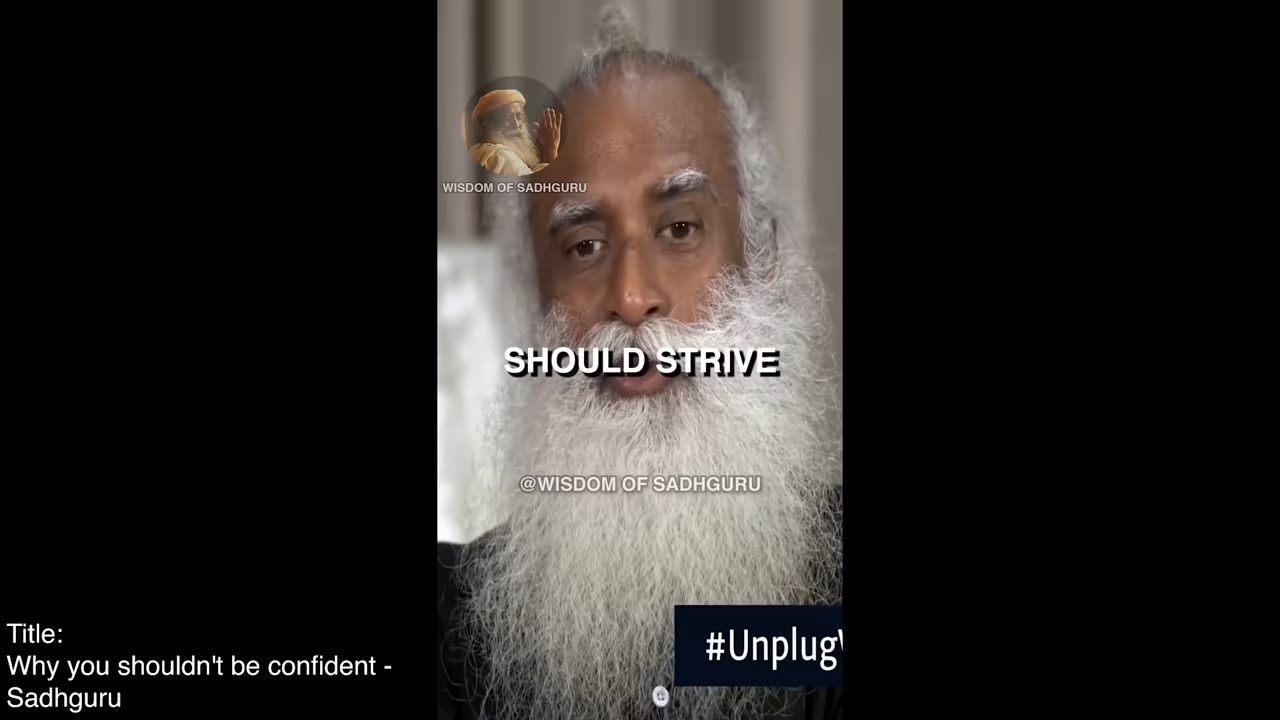 WISDOM OF SADHGURU
SHOULD STRIVE
@WISDOM OF SADHGURU
#Unplug
Title:
Why you shouldn't be confident -
Sadhguru